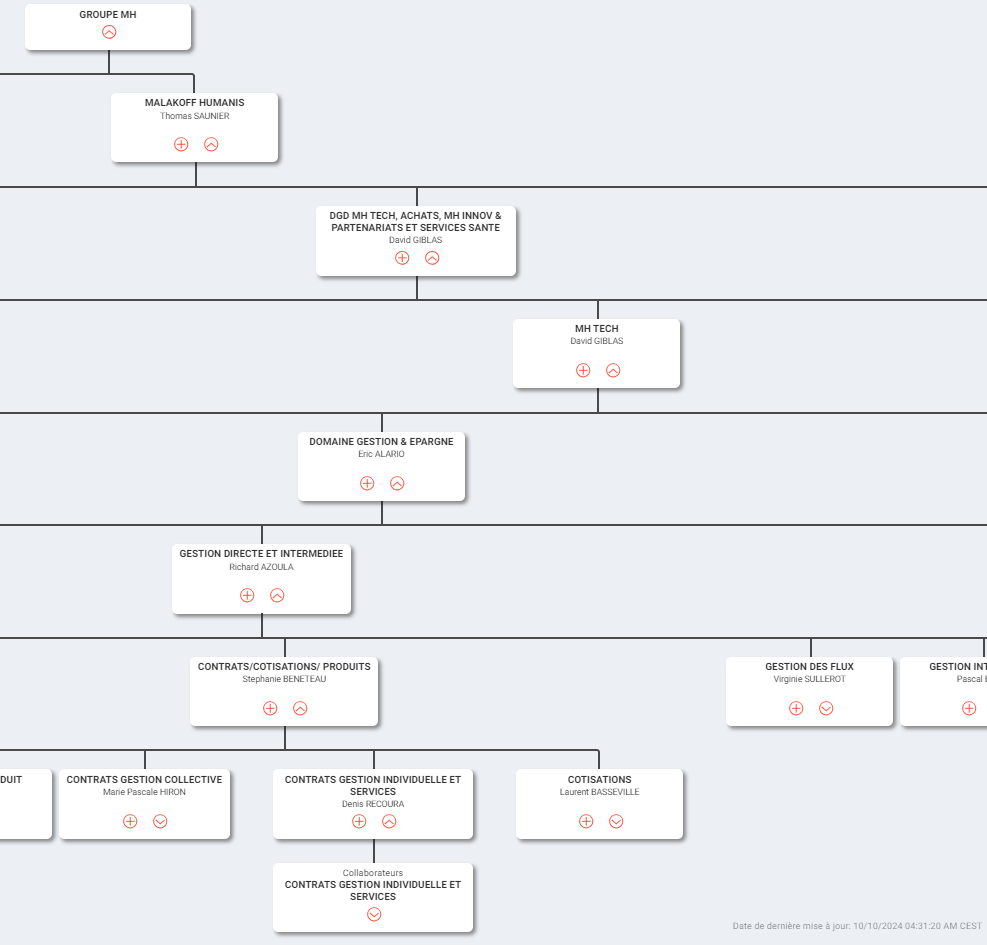 GROUPE MH
MALAKOFF HUMANIS
Thomas SAUNIER
DGD MH TECH, ACHATS, MH INNOV &
PARTENARIATS ET SERVICES SANTE
David GIBLAS
MH TECH
David GIBLAS
DOMAINE GESTION & EPARGNE
Eric ALARIO
GESTION DIRECTE ET INTERMEDIEE
Richard AZOULA
CONTRATS/COTISATIONS/ PRODUITS
Stephanie BENETEAU
GESTION DES FLUX
Virginie SULLEROT
GESTION INT
Pascal
DUIT
CONTRATS GESTION COLLECTIVE
Marie Pascale HIRON
CONTRATS GESTION INDIVIDUELLE ET
SERVICES
Denis RECOURA
COTISATIONS
Laurent BASSEVILLE
Collaborateurs
CONTRATS GESTION INDIVIDUELLE ET
SERVICES
Date de dernière mise à jour: 10/10/2024 04:31:20 AM CEST